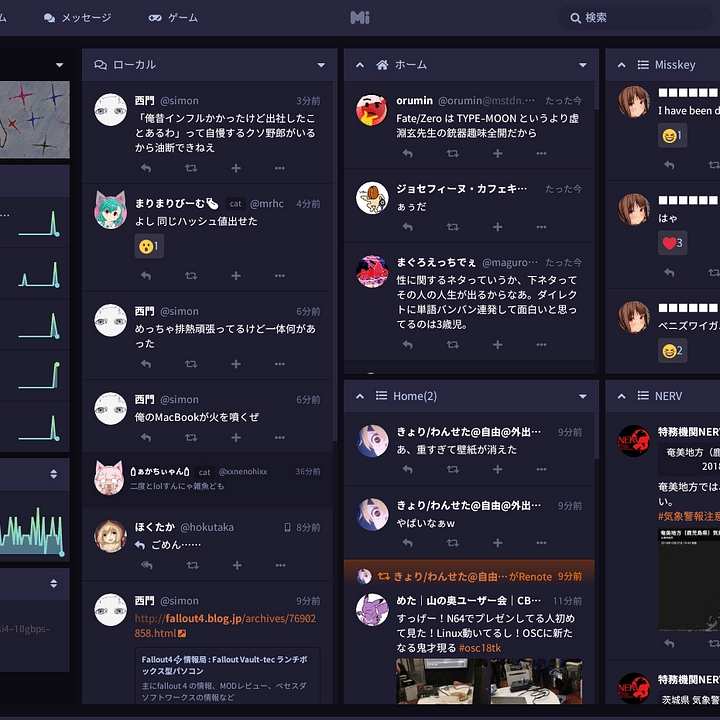 メッセージ
ゲーム
Mi
検索
ローカル
西門 @simon 3分前
「俺昔インフルかかったけど出社したこ
とあるわ」って自慢するクソ野郎がいる
から油断できねえ
まりまりびーむ cat @mrhc 4分前
よし 同じハッシュ値出せた
1
西門 @simon 6分前
めっちゃ排熱頑張ってるけど一体何があ
った
西門 @simon 6分前
俺のMacBookが火を噴くぜ
cat @xxnenohixx 36分前
二度とlolすんにゃ雑魚ども
ほくたか @hokutaka 8分前
ごめん……
西門 @simon 9分前
http://fallout4.blog.jp/archives/76902
858.html
Fallout4⚡情報局 : Fallout Vault-tec ランチボ
ックス型パソコン
主にfallout 4 の情報、MODレビュー、ベセスダ
ソフトワークスの情報など
ホーム
orumin @orumin@mstdn.… たった今
Fate/Zero は TYPE-MOON というより虚
淵玄先生の銃器趣味全開だから
ジョセフィーヌ・カフェキ… たった今
ぁぅだ
まぐろえっちでぇ @maguro… たった今
性に関するネタっていうか、下ネタって
その人の人生が出るからなあ。ダイレク
トに単語バンバン連発して面白いと思っ
てるのは3歳児。
Home(2)
きょり/わんせた@自由@外出… 9分前
あ、重すぎて壁紙が消えた
きょり/わんせた@自由@外出… 9分前
やばいなぁw
きょり/わんせた@自由…がRenote 9分前
めた｜山の奥ユーザー会｜CB… 11分前
すっげー！N64でプレゼンしてる人初め
て見た！Linux動いてるし！OSCに新た
な鬼才現る #osc18tk
Misskey
I have been d
1
はゃ
3
ベニズワイガ
2
NERV
特務機関NER
奄美地方（鹿
2018
奄美地方では
い。
#気象警報注意
特務機関NER
茨城県 気象警
si4-10gbps-